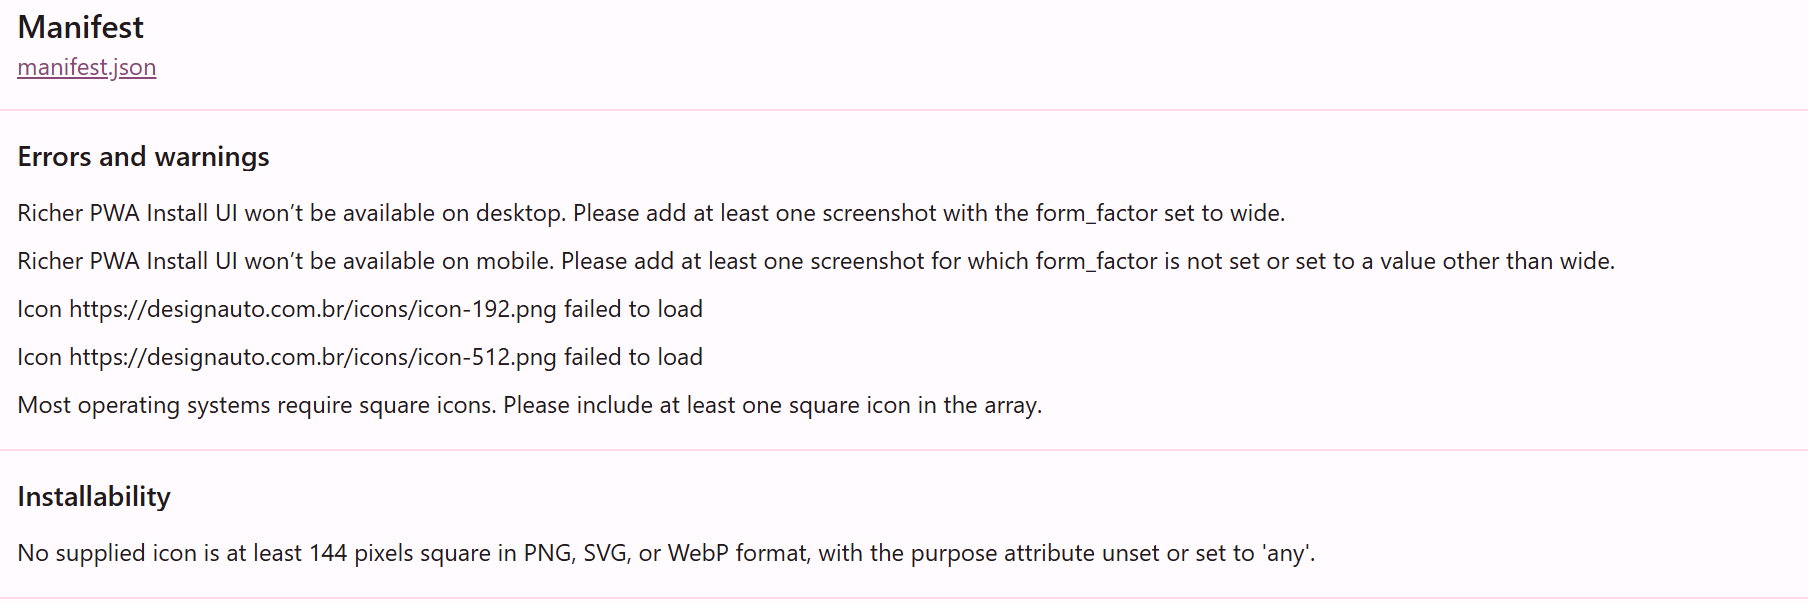 Manifest
manifest.json
Errors and warnings
Richer PWA Install UI won’t be available on desktop. Please add at least one screenshot with the form_factor set to wide.
Richer PWA Install UI won’t be available on mobile. Please add at least one screenshot for which form_factor is not set or set to a value other than wide.
Icon https://designauto.com.br/icons/icon-192.png failed to load
Icon https://designauto.com.br/icons/icon-512.png failed to load
Most operating systems require square icons. Please include at least one square icon in the array.
Installability
No supplied icon is at least 144 pixels square in PNG, SVG, or WebP format, with the purpose attribute unset or set to 'any'.